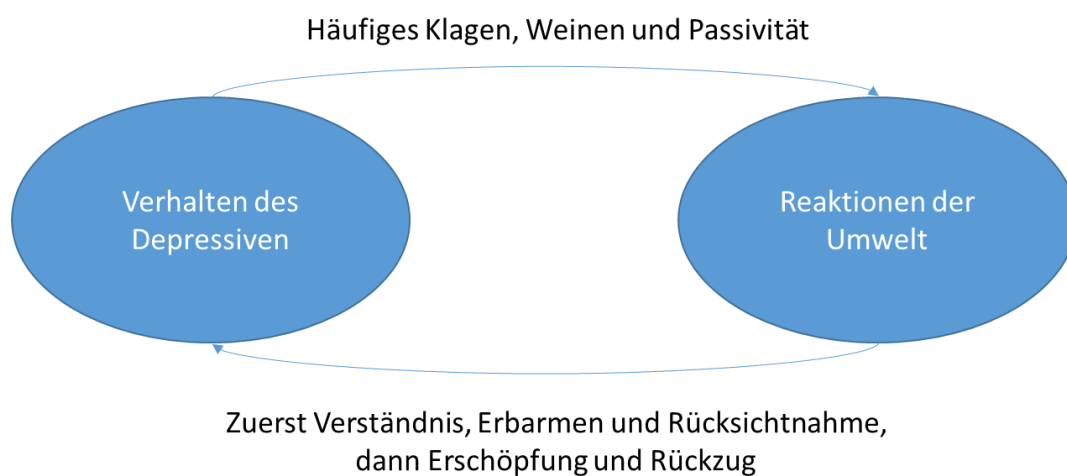 Häufiges Klagen, Weinen und Passivität
Verhalten des
Depressiven
Reaktionen der
Umwelt
Zuerst Verständnis, Erbarmen und Rücksichtnahme,
dann Erschöpfung und Rückzug